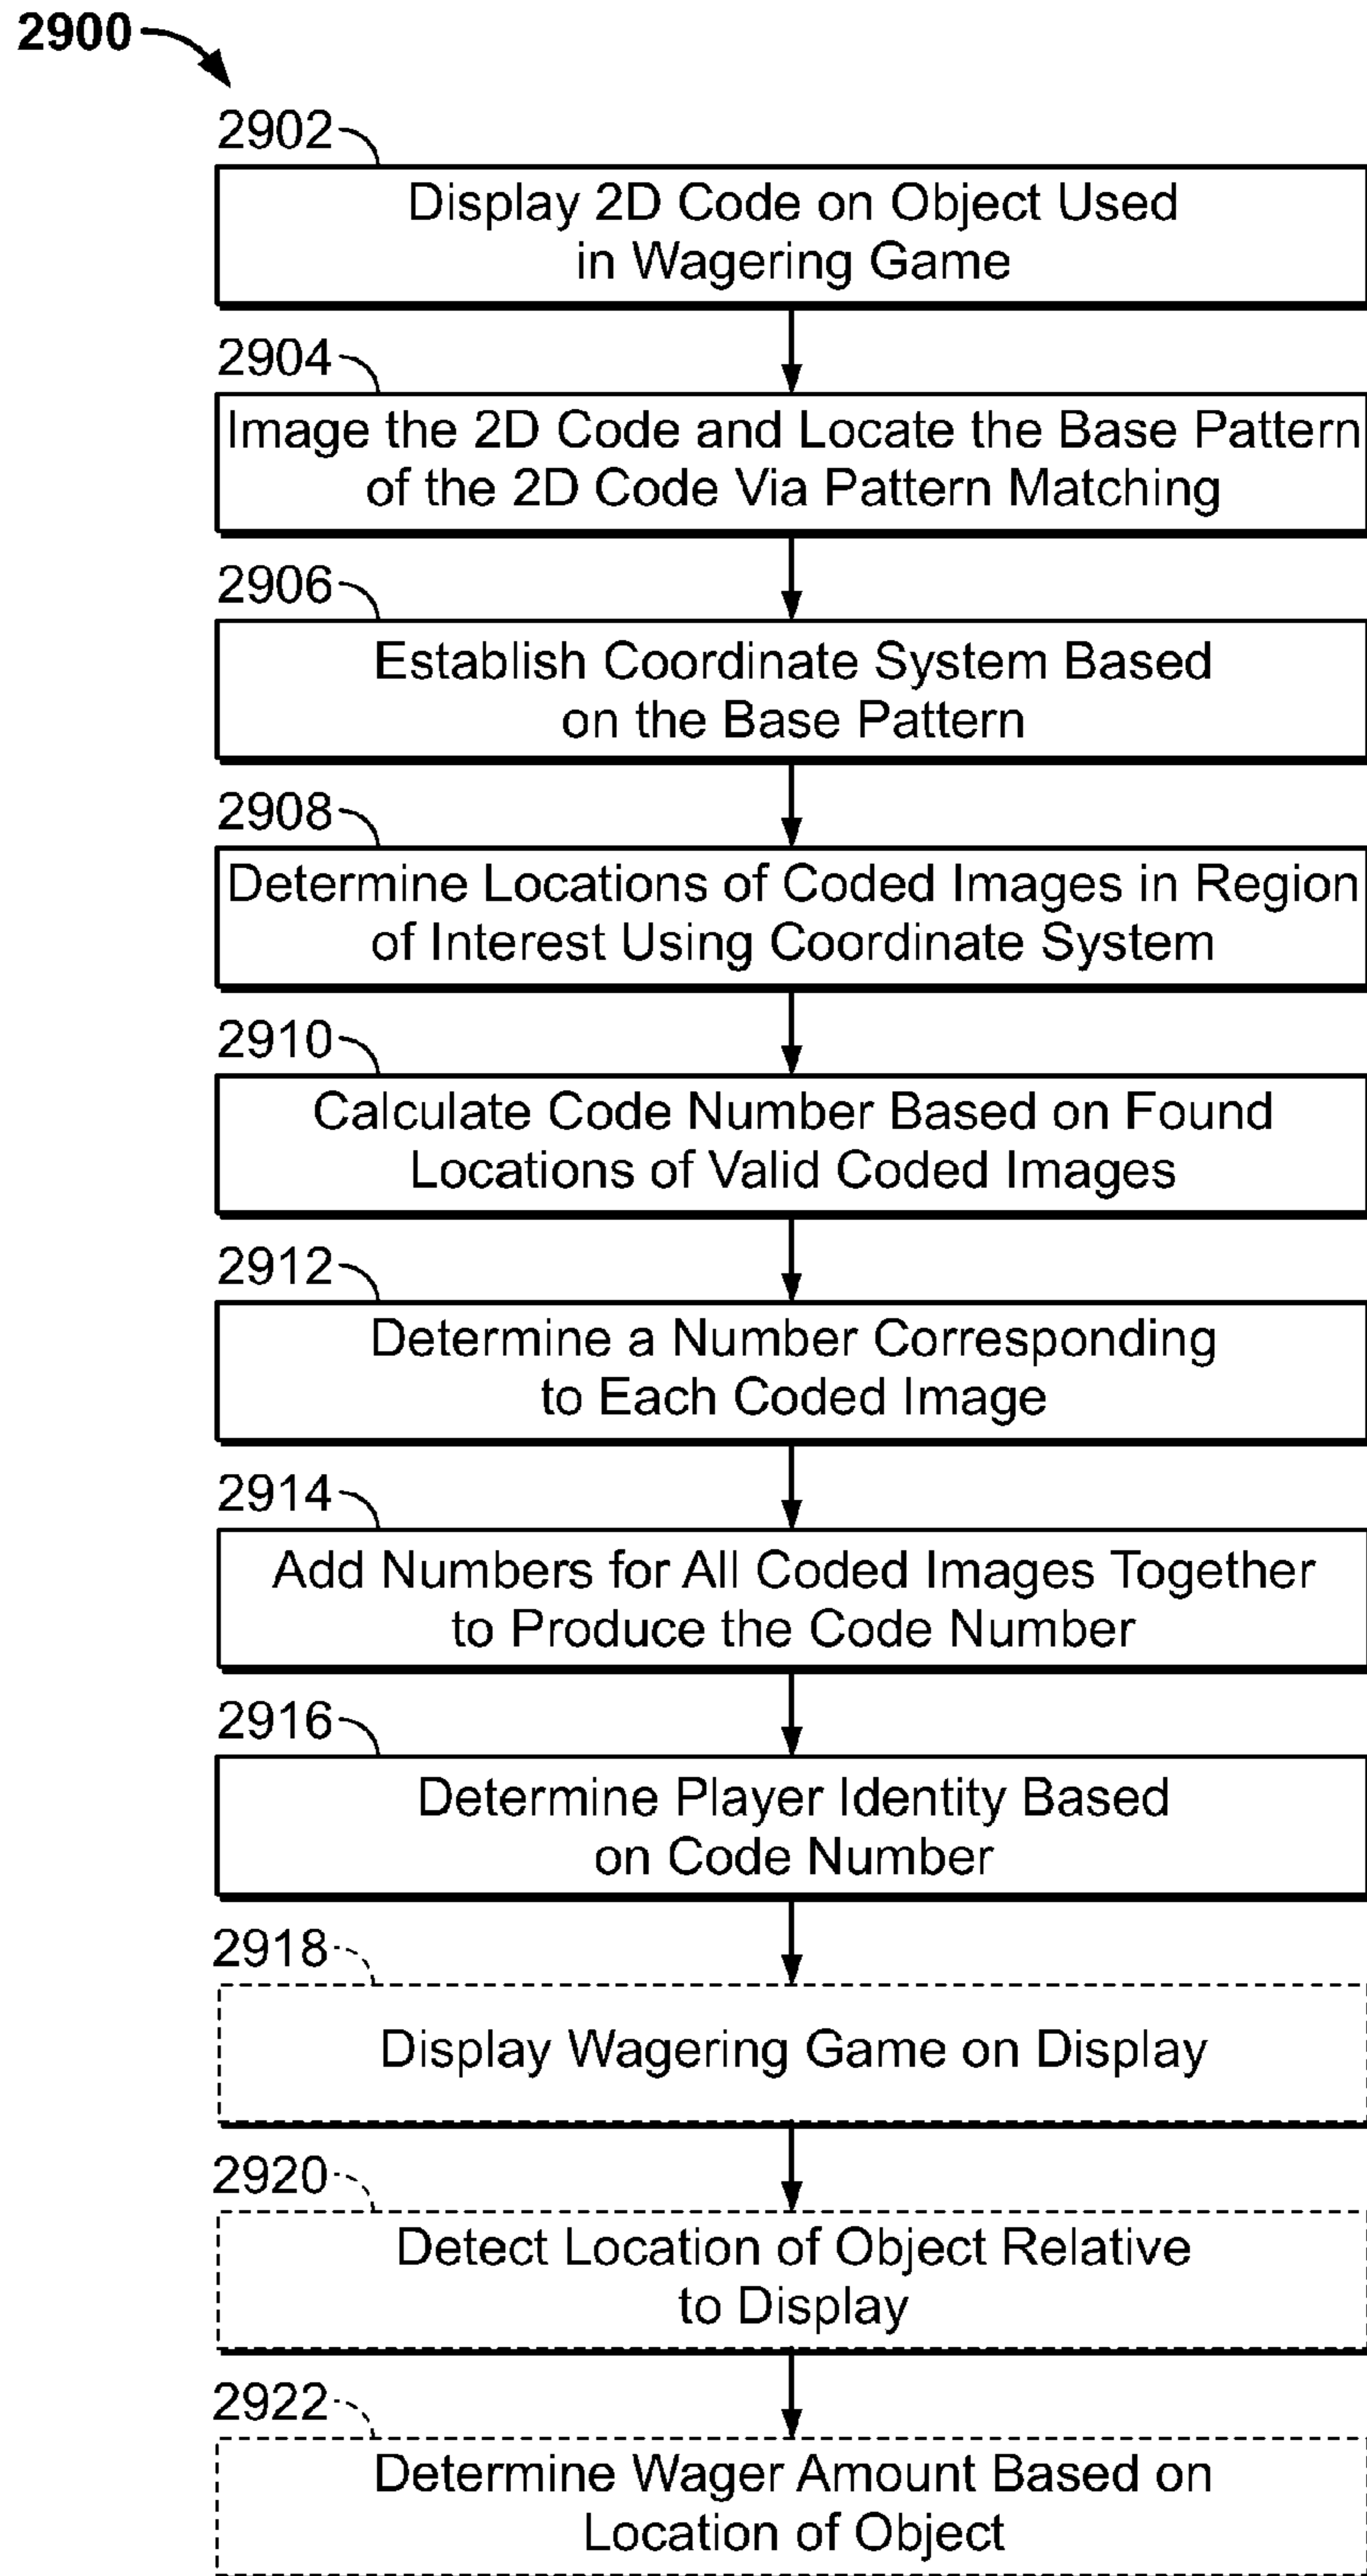 2900
2902
Display 2D Code on Object Used
in Wagering Game
2904
Image the 2D Code and Locate the Base Pattern
of the 2D Code Via Pattern Matching
2906
Establish Coordinate System Based
on the Base Pattern
2908
Determine Locations of Coded Images in Region
of Interest Using Coordinate System
2910
Calculate Code Number Based on Found
Locations of Valid Coded Images
2912
Determine a Number Corresponding
to Each Coded Image
2914
Add Numbers for All Coded Images Together
to Produce the Code Number
2916
Determine Player Identity Based
on Code Number
2918
Display Wagering Game on Display
2920
Detect Location of Object Relative
to Display
2922
Determine Wager Amount Based on
Location of Object